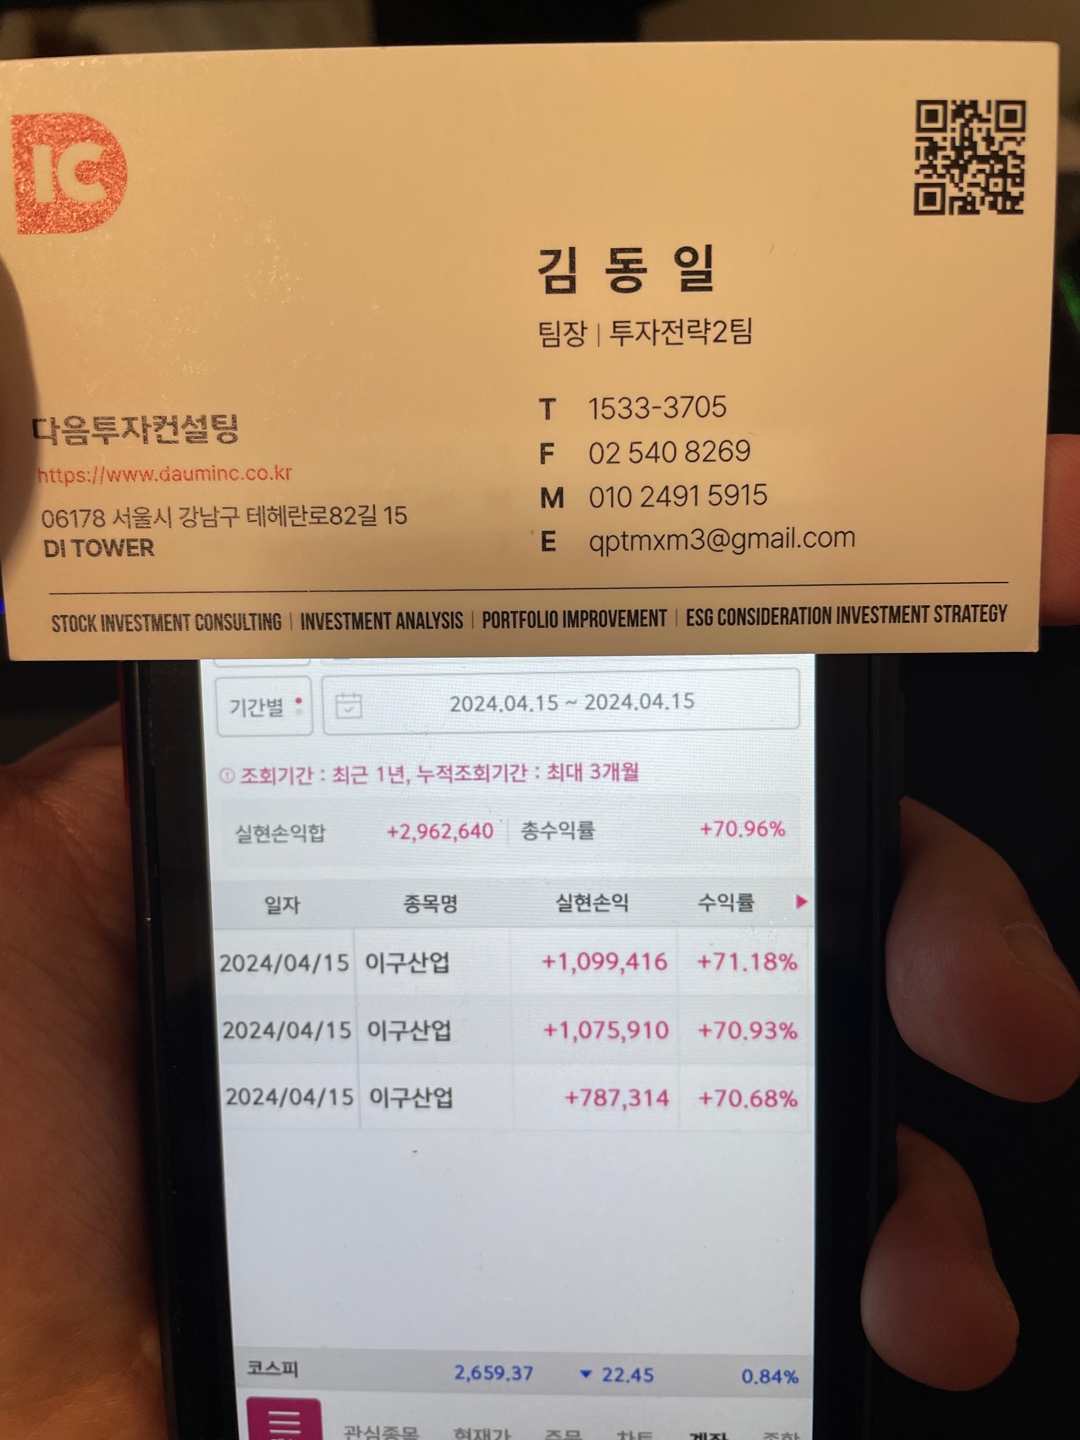 DIC
김동일
팀장 | 투자전략2팀
T 1533-3705
F 02 540 8269
M 010 2491 5915
E qptmxm3@gmail.com
다음투자컨설팅
https://www.dauminc.co.kr
06178 서울시 강남구 테헤란로82길 15
DI TOWER
STOCK INVESTMENT CONSULTING | INVESTMENT ANALYSIS | PORTFOLIO IMPROVEMENT | ESG CONSIDERATION INVESTMENT STRATEGY
기간별 2024.04.15 ~ 2024.04.15
조회기간 : 최근 1년, 누적조회기간 : 최대 3개월
실현손익합 +2,962,640 총수익률 +70.96%
일자 종목명 실현손익 수익률
2024/04/15 이구산업 +1,099,416 +71.18%
2024/04/15 이구산업 +1,075,910 +70.93%
2024/04/15 이구산업 +787,314 +70.68%
코스피 2,659.37 ▼ 22.45 0.84%
관심종목 현재가 주문 차트 계좌 종합